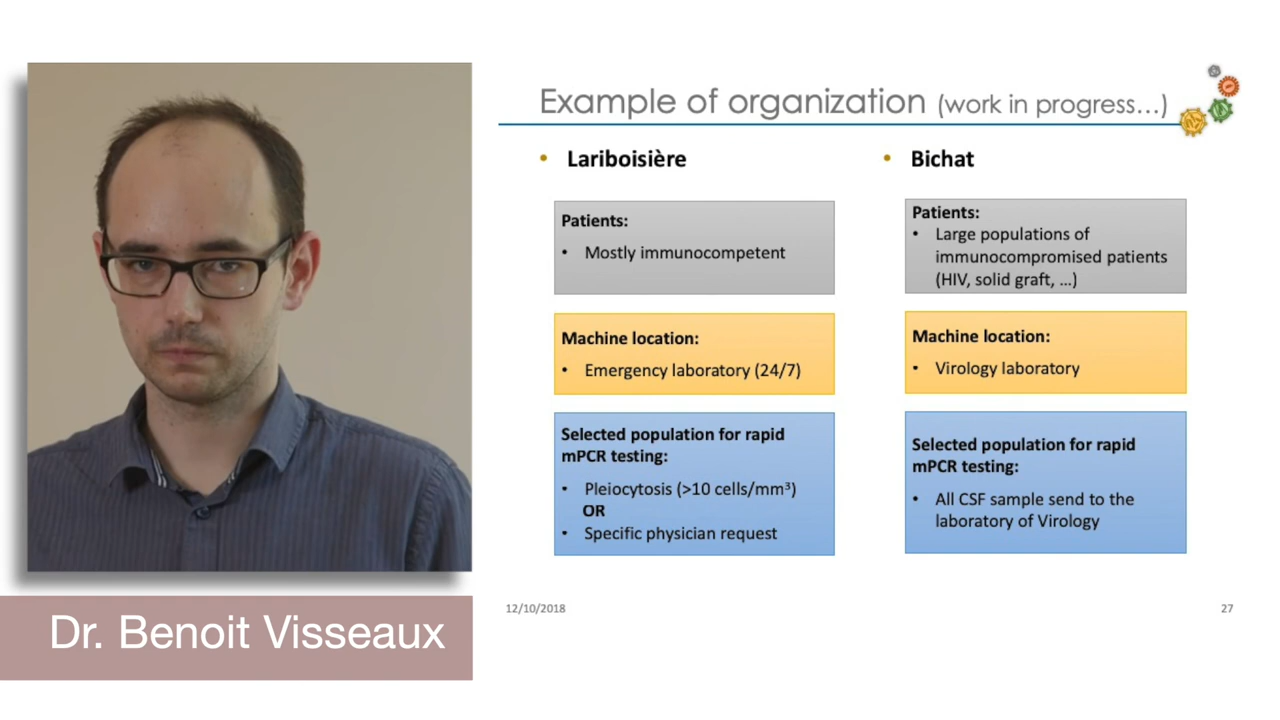 Example of organization (work in progress...)
• Lariboisière
Patients:
• Mostly immunocompetent
Machine location:
• Emergency laboratory (24/7)
Selected population for rapid
mPCR testing:
• Pleiocytosis (>10 cells/mm³)
OR
• Specific physician request
• Bichat
Patients:
• Large populations of
immunocompromised patients
(HIV, solid graft, ...)
Machine location:
• Virology laboratory
Selected population for rapid
mPCR testing:
• All CSF sample send to the
laboratory of Virology
12/10/2018
27
Dr. Benoit Visseaux